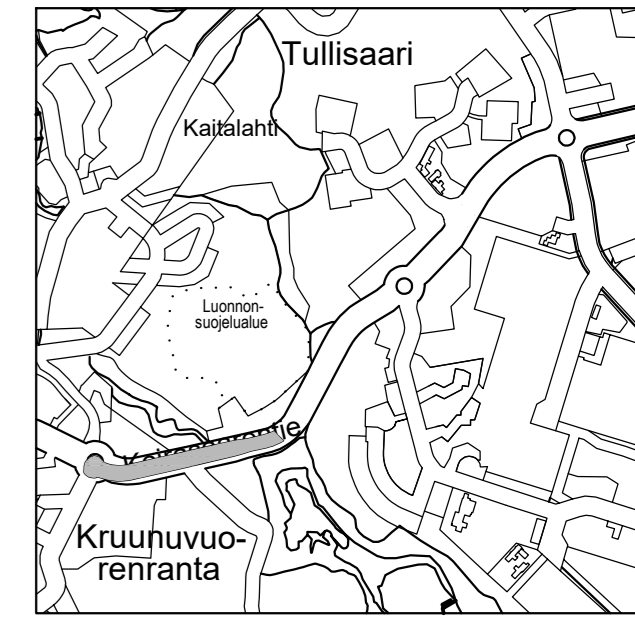 Tullisaari
Kaitalahti
Luonnon-
suojelualue
Kruunuvuo-
renranta